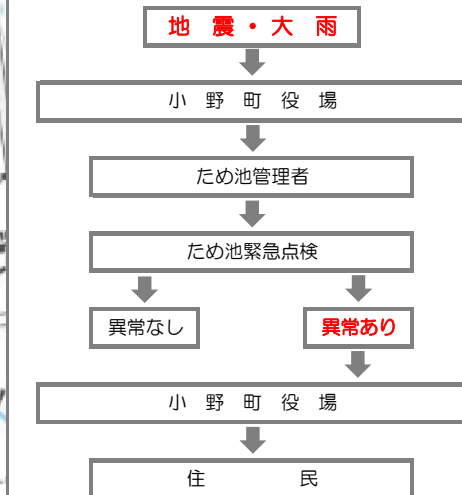 地 震・大 雨
小 野 町 役 場
ため池管理者
ため池緊急点検
異常なし 異常あり
小 野 町 役 場
住 民